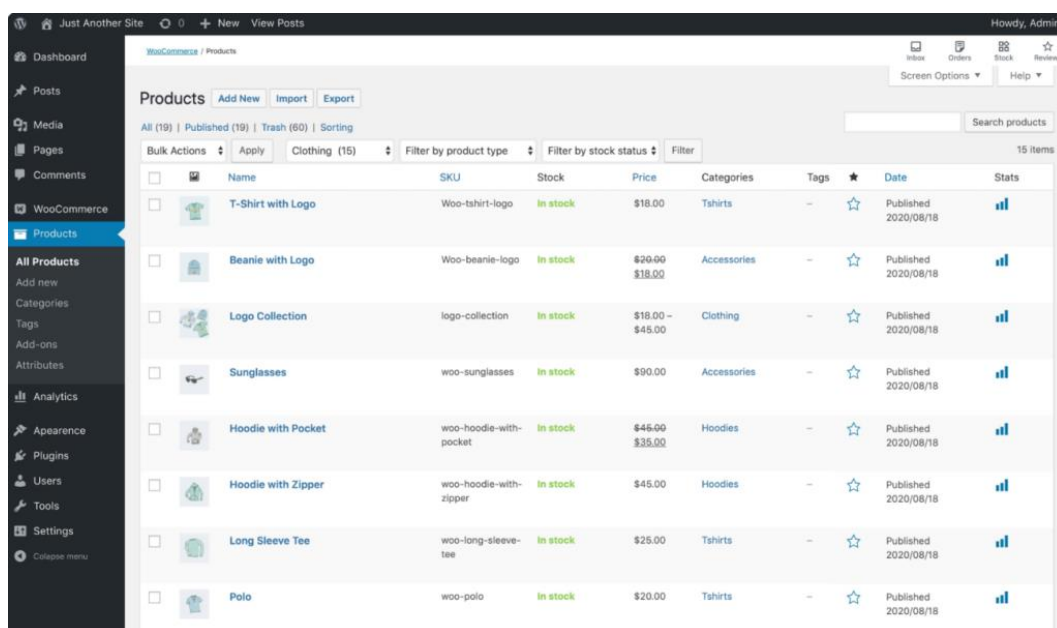 Just Another Site 0 + New View Posts Howdy, Admin
Dashboard
Posts
Media
Pages
Comments
WooCommerce
Products
All Products
Add new
Categories
Tags
Add-ons
Attributes
Analytics
Apearence
Plugins
Users
Tools
Settings
Colapse menu
WooCommerce / Products
Inbox Orders Stock Review
Screen Options ▼ Help ▼
Products Add New Import Export
All (19) | Published (19) | Trash (60) | Sorting
Search products
Bulk Actions Apply Clothing (15) Filter by product type Filter by stock status Filter 15 items
Name SKU Stock Price Categories Tags ★ Date Stats
T-Shirt with Logo Woo-tshirt-logo In stock $18.00 Tshirts – Published
2020/08/18
Beanie with Logo Woo-beanie-logo In stock $20.00 Accessories – Published
$18.00 2020/08/18
Logo Collection logo-collection In stock $18.00 – Clothing – Published
$45.00 2020/08/18
Sunglasses woo-sunglasses In stock $90.00 Accessories – Published
2020/08/18
Hoodie with Pocket woo-hoodie-with- In stock $45.00 Hoodies – Published
pocket $35.00 2020/08/18
Hoodie with Zipper woo-hoodie-with- In stock $45.00 Hoodies – Published
zipper 2020/08/18
Long Sleeve Tee woo-long-sleeve- In stock $25.00 Tshirts – Published
tee 2020/08/18
Polo woo-polo In stock $20.00 Tshirts – Published
2020/08/18